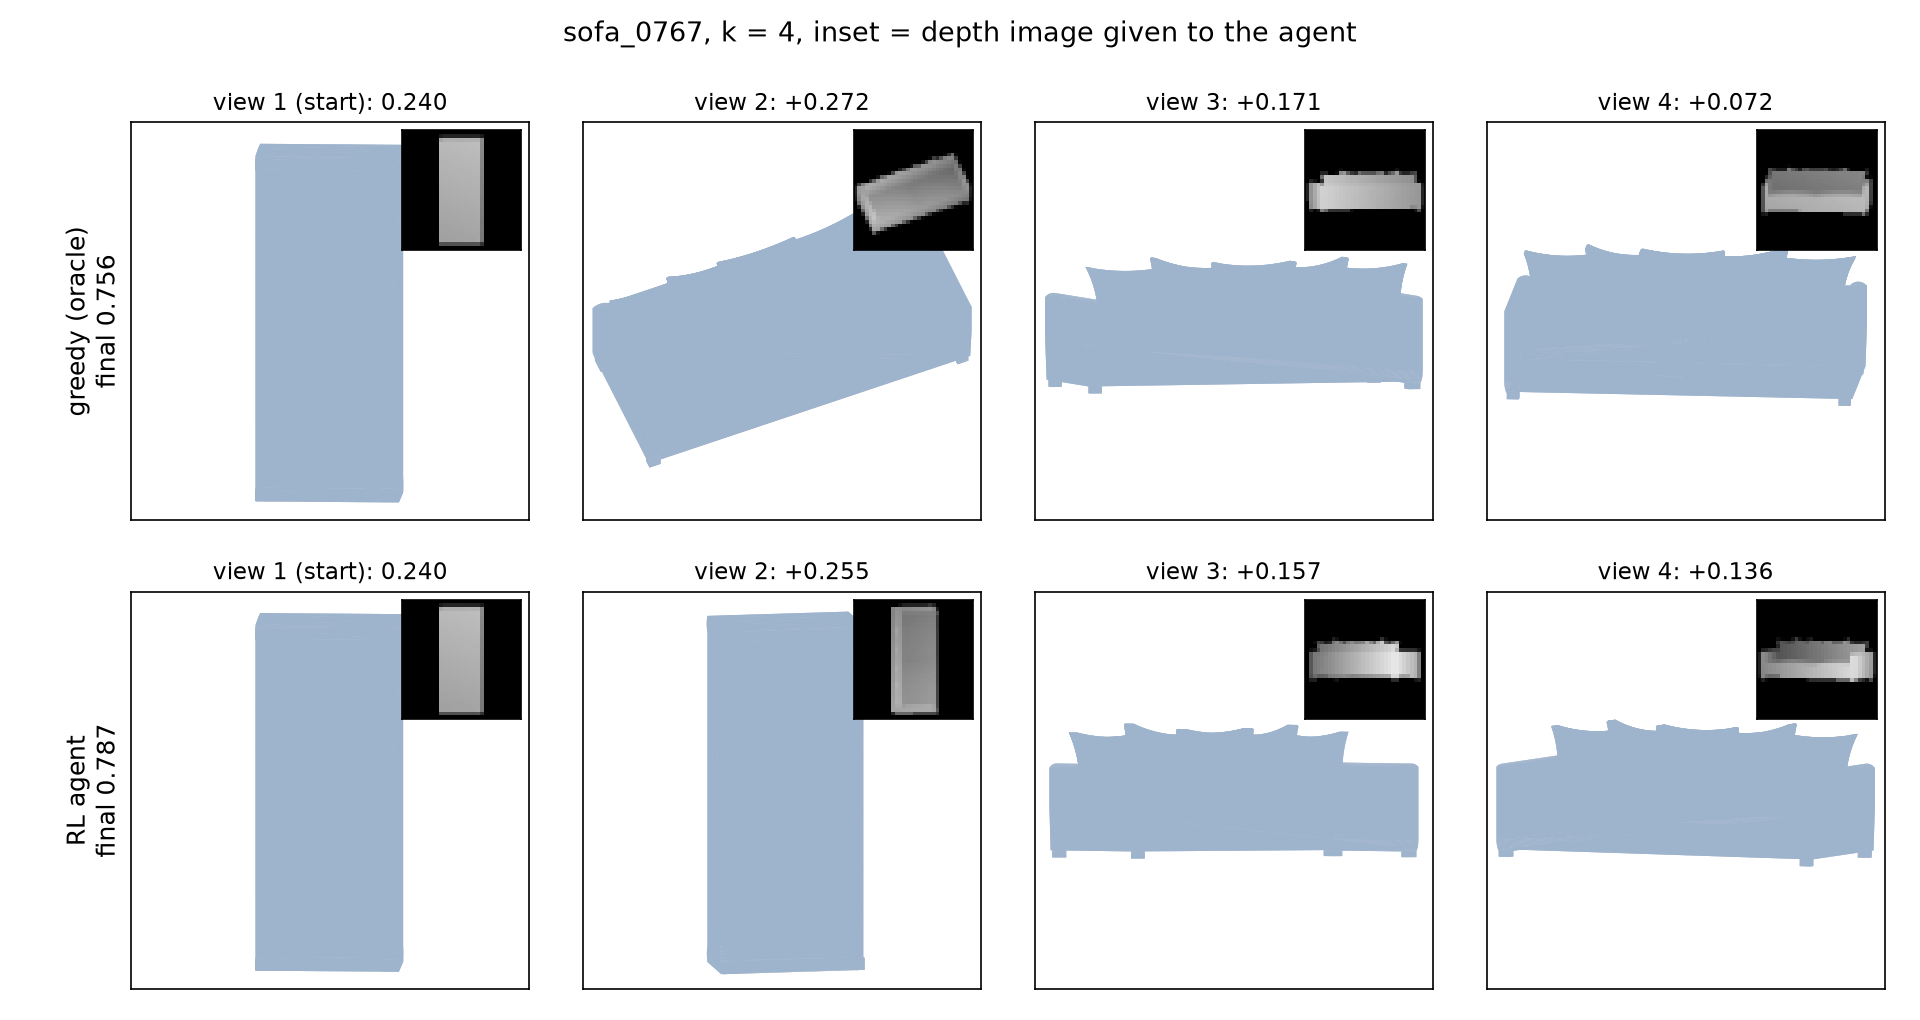 sofa_0767, k = 4, inset = depth image given to the agent
view 1 (start): 0.240
view 2: +0.272
view 3: +0.171
view 4: +0.072
greedy (oracle)
final 0.756
view 1 (start): 0.240
view 2: +0.255
view 3: +0.157
view 4: +0.136
RL agent
final 0.787